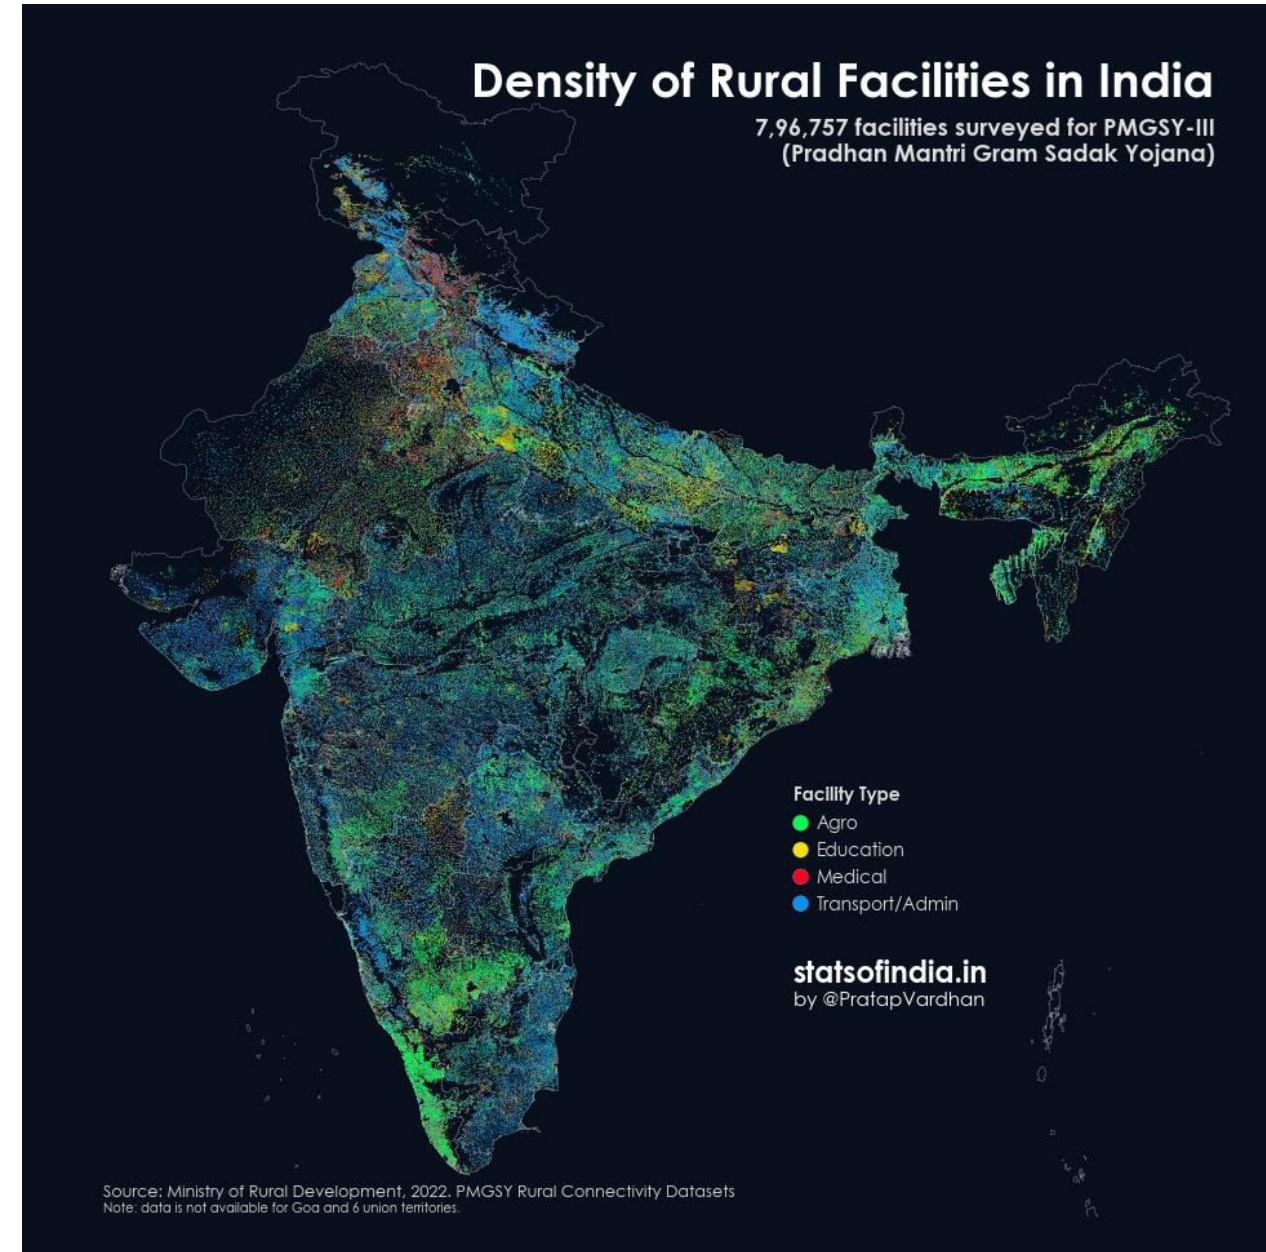 Density of Rural Facilities in India
7,96,757 facilities surveyed for PMGSY-III
(Pradhan Mantri Gram Sadak Yojana)
Facility Type
Agro
Education
Medical
Transport/Admin
statsofindia.in
by @PratapVardhan
Source: Ministry of Rural Development, 2022. PMGSY Rural Connectivity Datasets
Note: data is not available for Goa and 6 union territories.